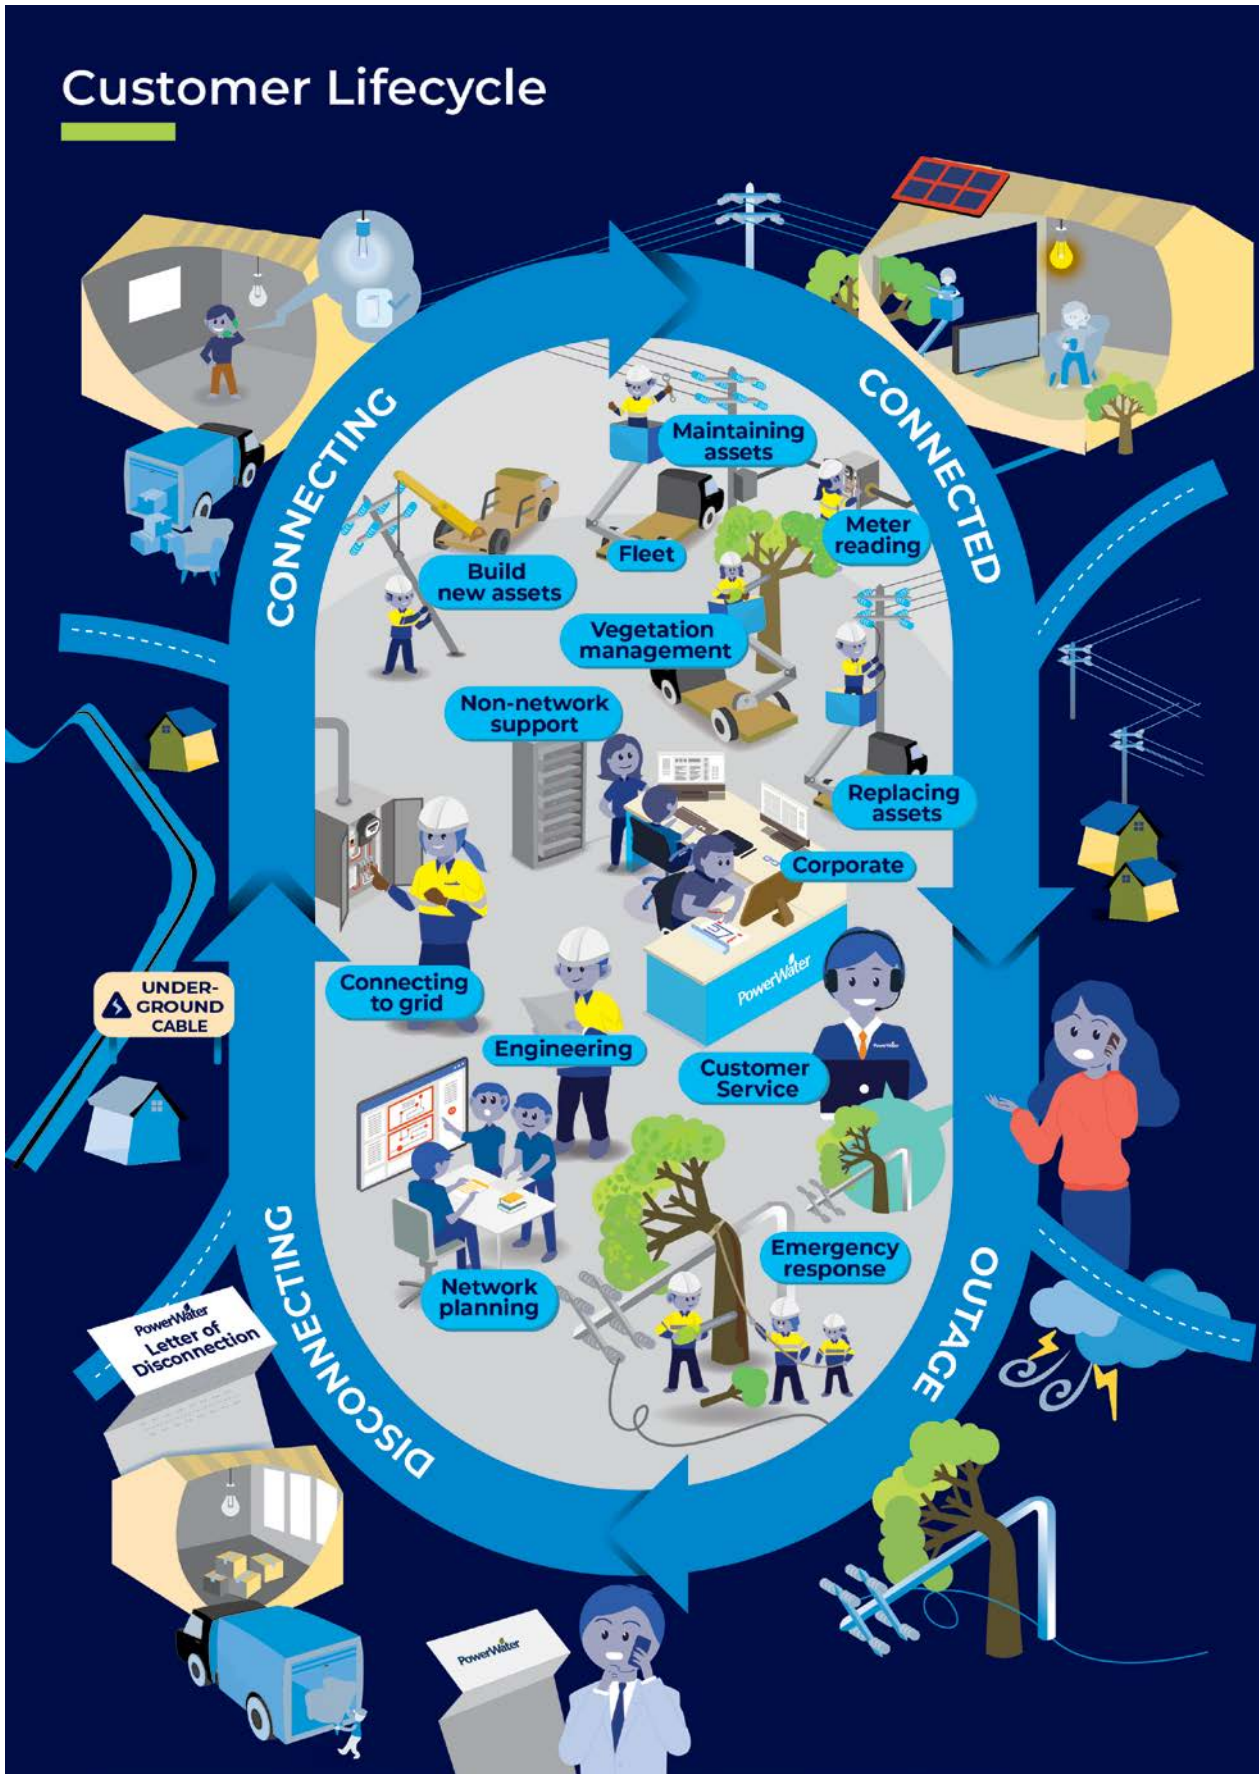 Customer Lifecycle
CONNECTING
CONNECTED
Maintaining
assets
Meter
reading
Fleet
Build
new assets
Vegetation
management
Non-network
support
Replacing
assets
Corporate
PowerWater
Connecting
to grid
UNDER-
GROUND
CABLE
Engineering
Customer
Service
PowerWater
Emergency
response
Network
planning
OUTAGE
DISCONNECTING
PowerWater
Letter of
Disconnection
PowerWater